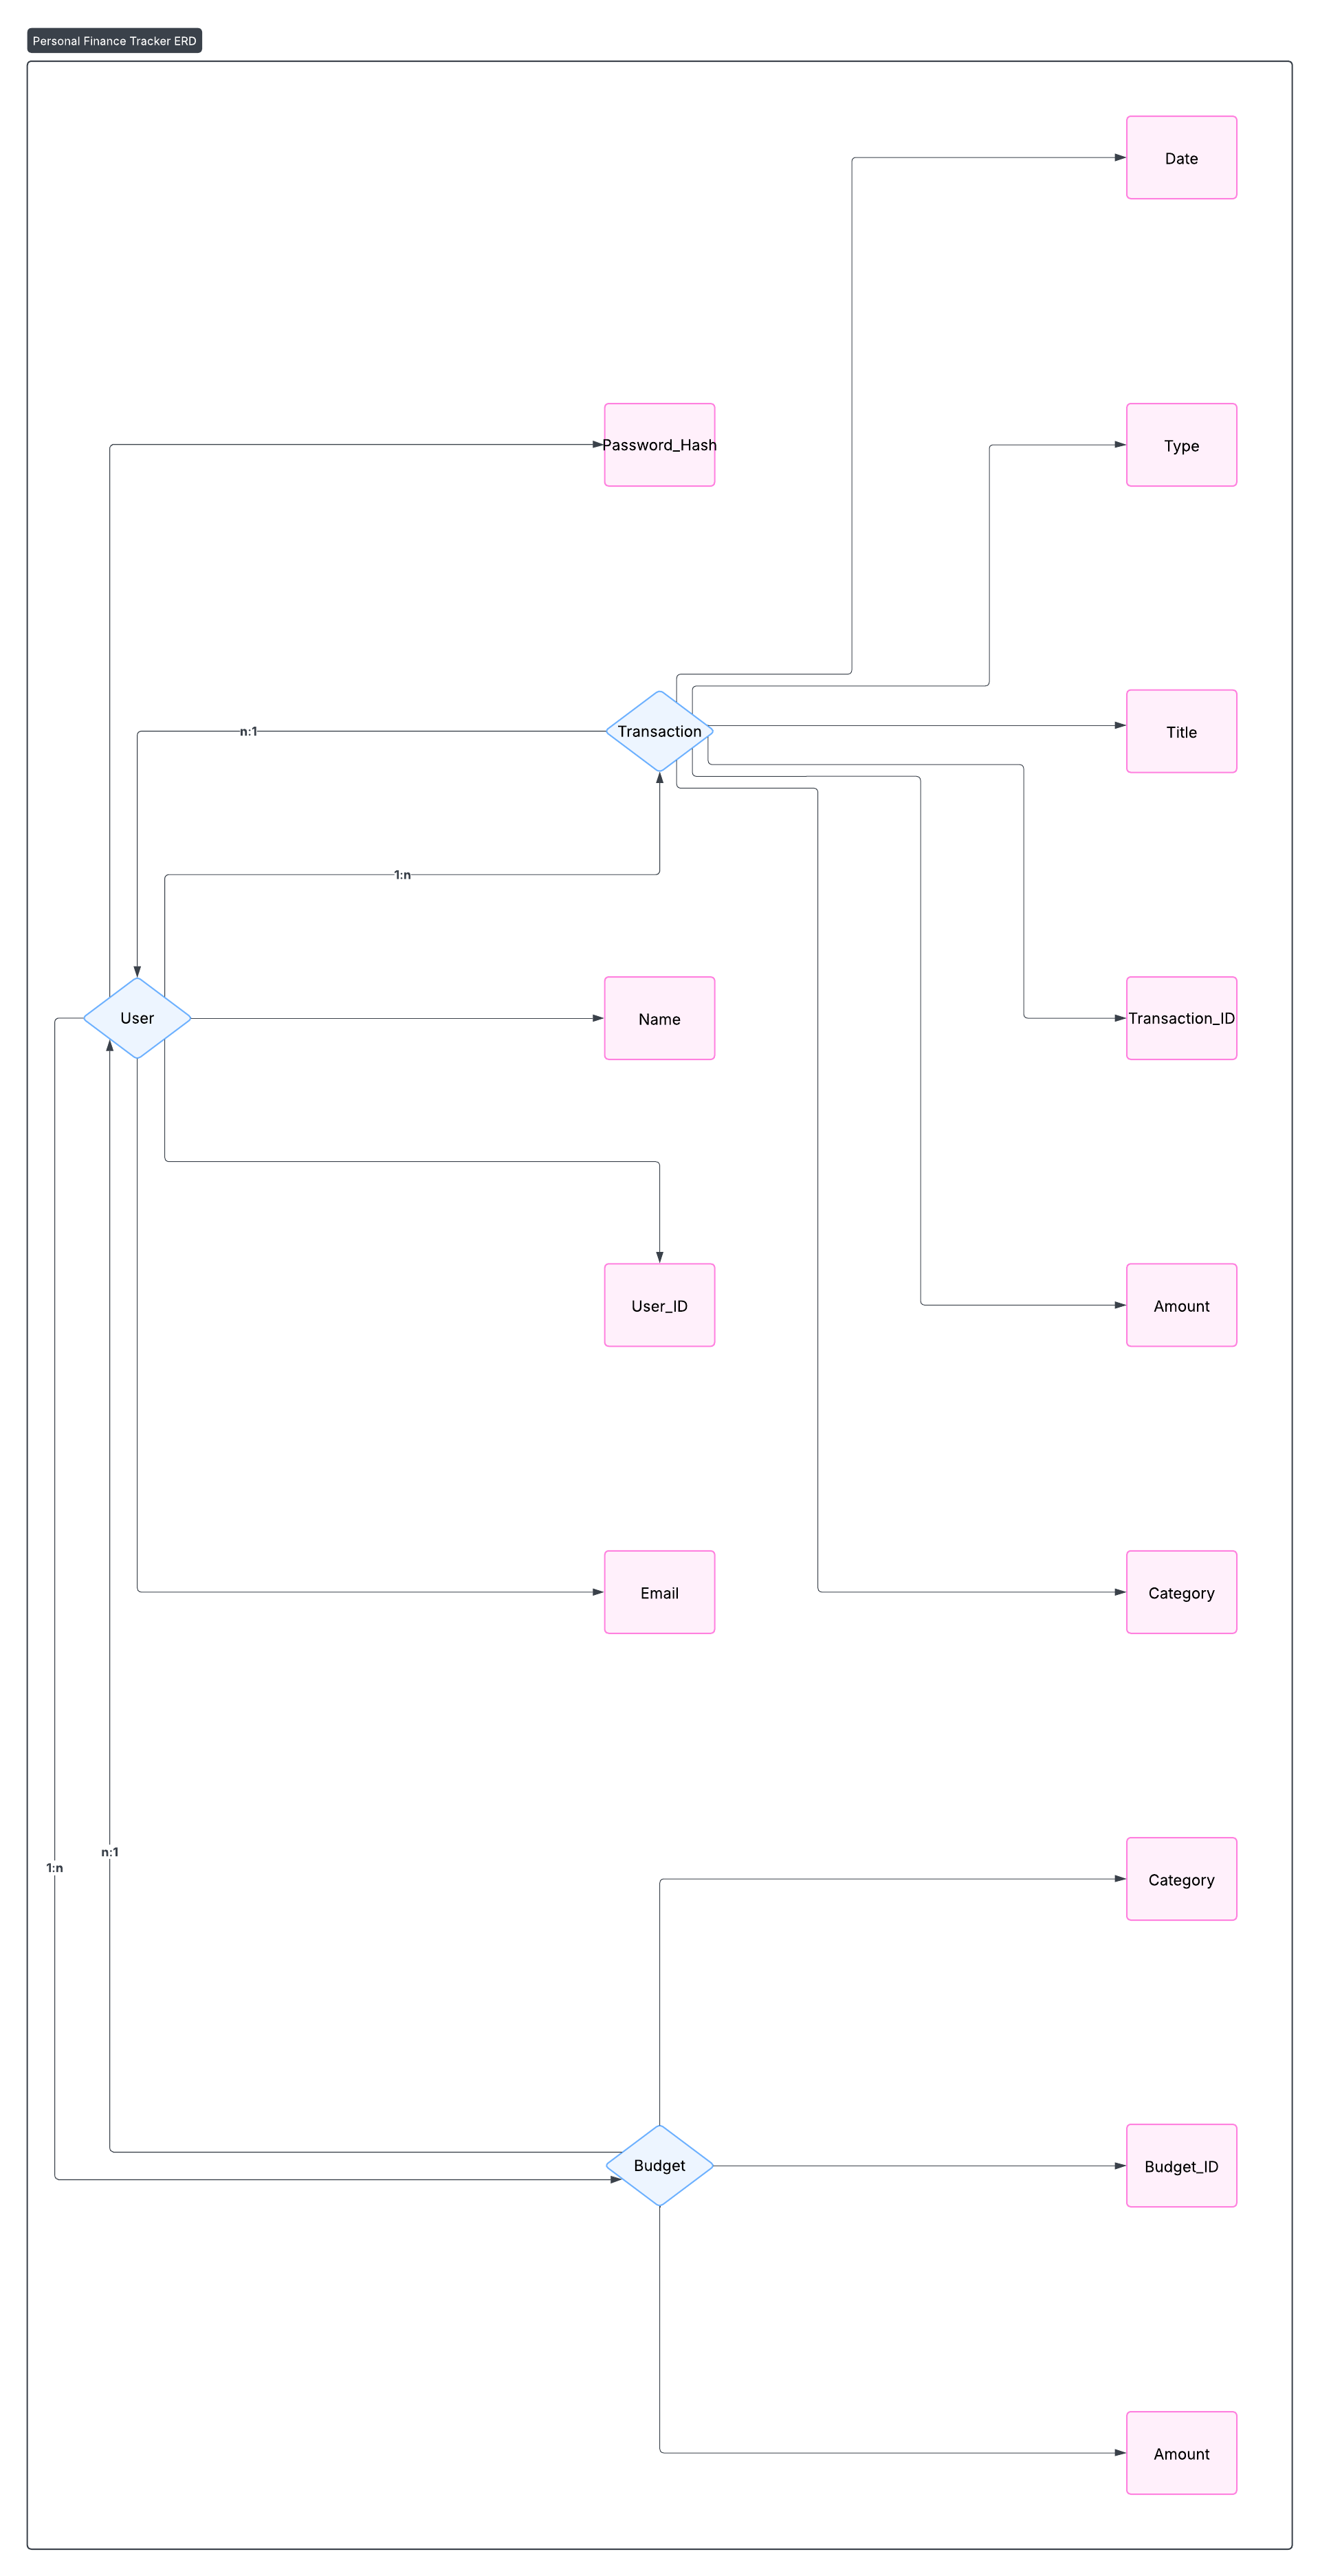 Personal Finance Tracker ERD
Date
Password_Hash
Type
n:1
Transaction
Title
1:n
User
Name
Transaction_ID
User_ID
Amount
Email
Category
n:1
1:n
Category
Budget
Budget_ID
Amount